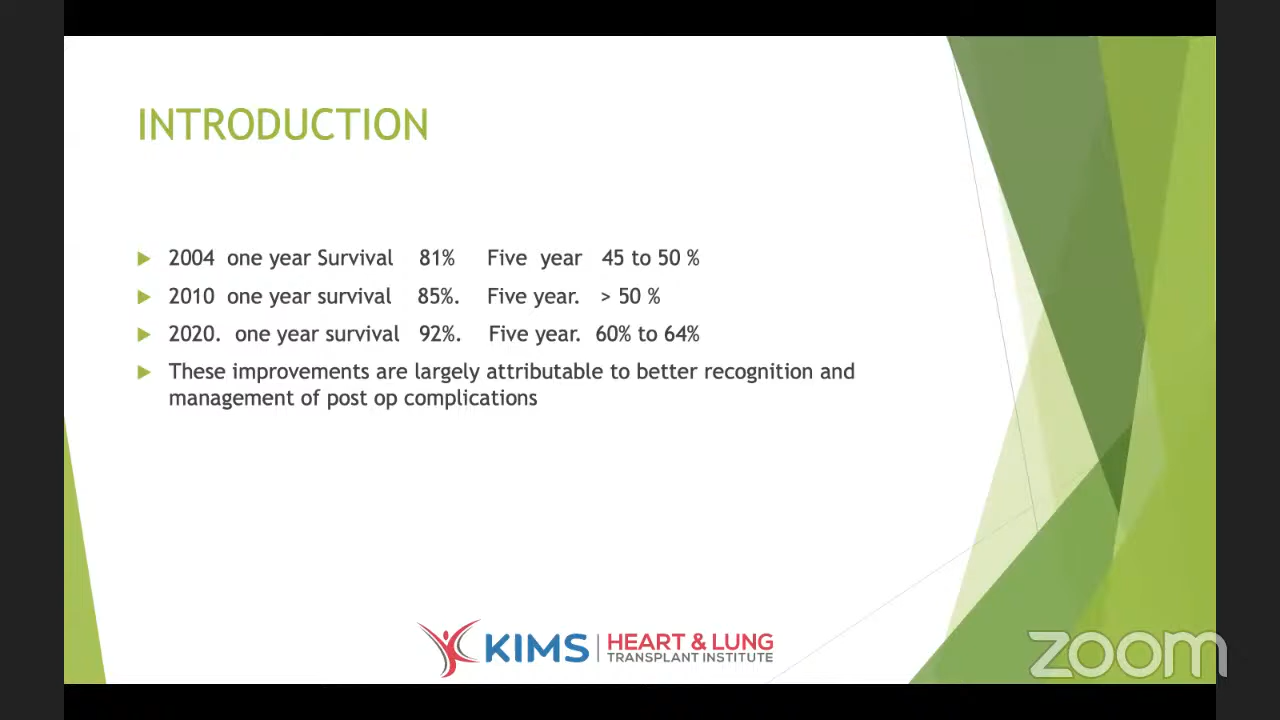 INTRODUCTION
2004 one year Survival 81% Five year 45 to 50 %
2010 one year survival 85%. Five year. > 50 %
2020. one year survival 92%. Five year. 60% to 64%
These improvements are largely attributable to better recognition and
management of post op complications
KIMS HEART & LUNG
TRANSPLANT INSTITUTE
zoom